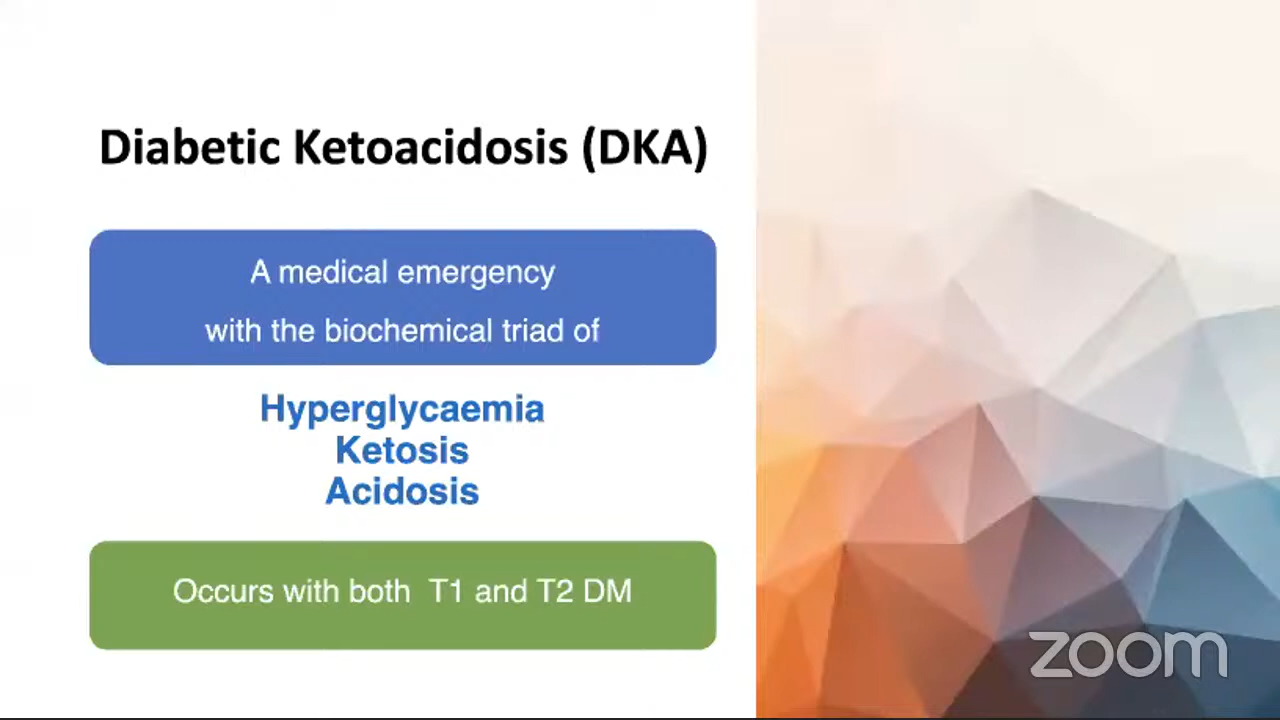 Diabetic Ketoacidosis (DKA)
A medical emergency
with the biochemical triad of
Hyperglycaemia
Ketosis
Acidosis
Occurs with both T1 and T2 DM
zoom